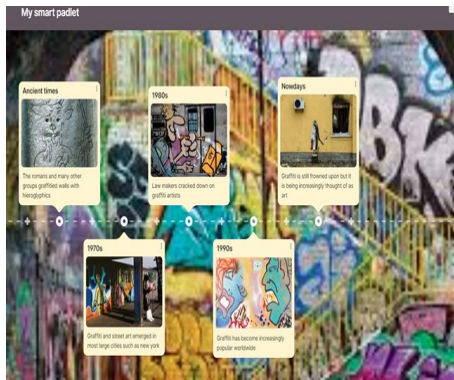 My smart padlet
Ancient times
The romans and many other
groups graffitied walls with
hieroglyphics
1970s
Graffiti and street art emerged in
most large cities such as new york
1980s
Law makers cracked down on
graffiti artists
1990s
Graffiti has become increasingly
popular worldwide
Nowdays
Graffiti is still frowned upon but it
is being increasingly thought of as
art
BK